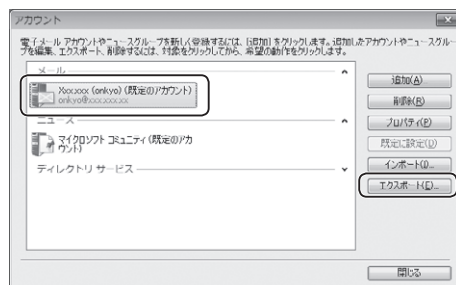 アカウント
電子メール アカウントやニュースグループを新しく登録するには、[追加] をクリックします。追加したアカウントやニュースグルー
プを編集、エクスポート、削除するには、対象をクリックしてから、希望の動作をクリックします。
メール
Xxx.xxx (onkyo) (既定のアカウント)
onkyo@xxx.xxx.xx
ニュース
マイクロソフト コミュニティ (既定のアカ
ウント)
ディレクトリ サービス
追加(A)
削除(R)
プロパティ(P)
既定に設定(D)
インポート(I)...
エクスポート(E)...
閉じる